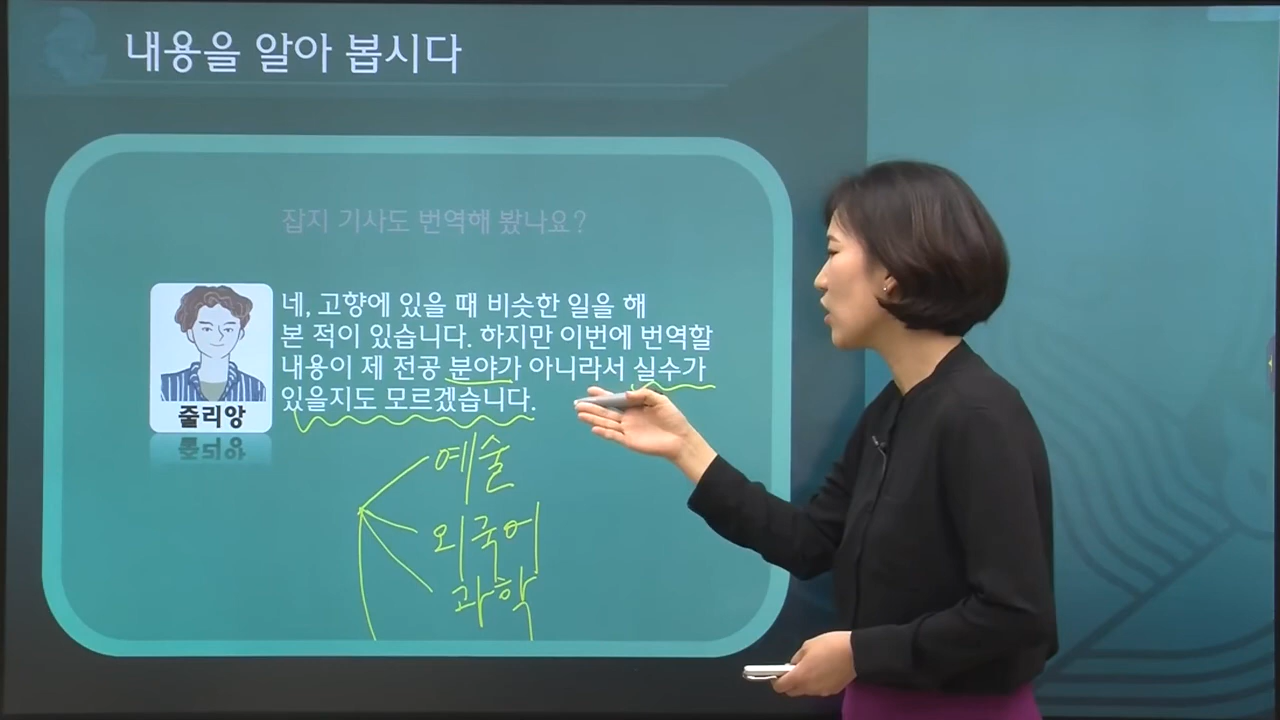 내용을 알아 봅시다
잡지 기사도 번역해 봤나요?
네, 고향에 있을 때 비슷한 일을 해
본 적이 있습니다. 하지만 이번에 번역할
내용이 제 전공 분야가 아니라서 실수가
있을지도 모르겠습니다.
줄리앙
예술
외국어
과학